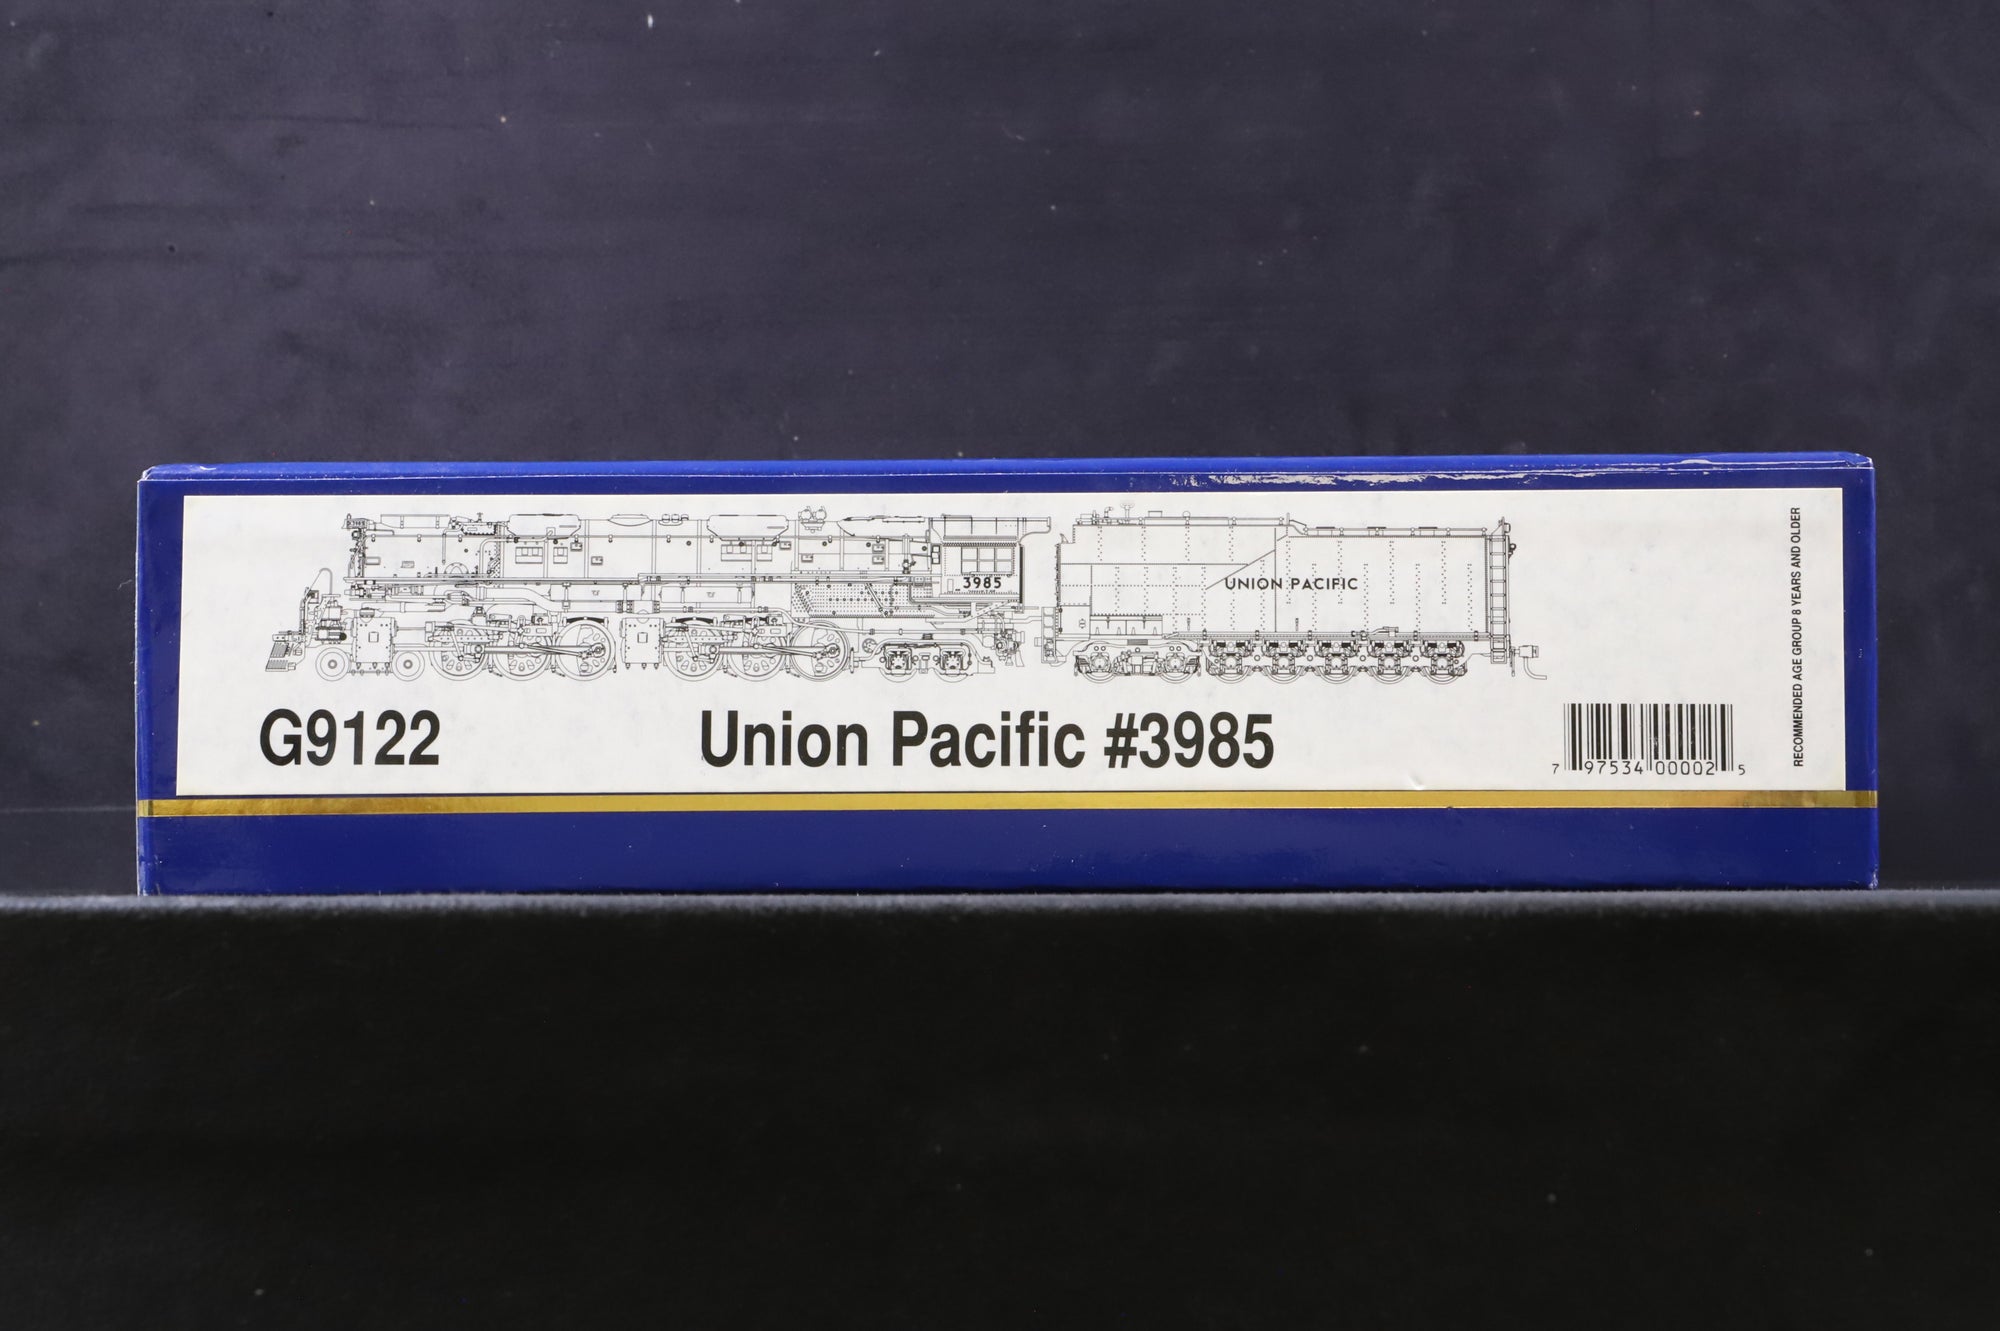 3985
UNION PACIFIC
G9122
Union Pacific #3985
7 97534 00002 5
RECOMMENDED AGE GROUP 8 YEARS AND OLDER